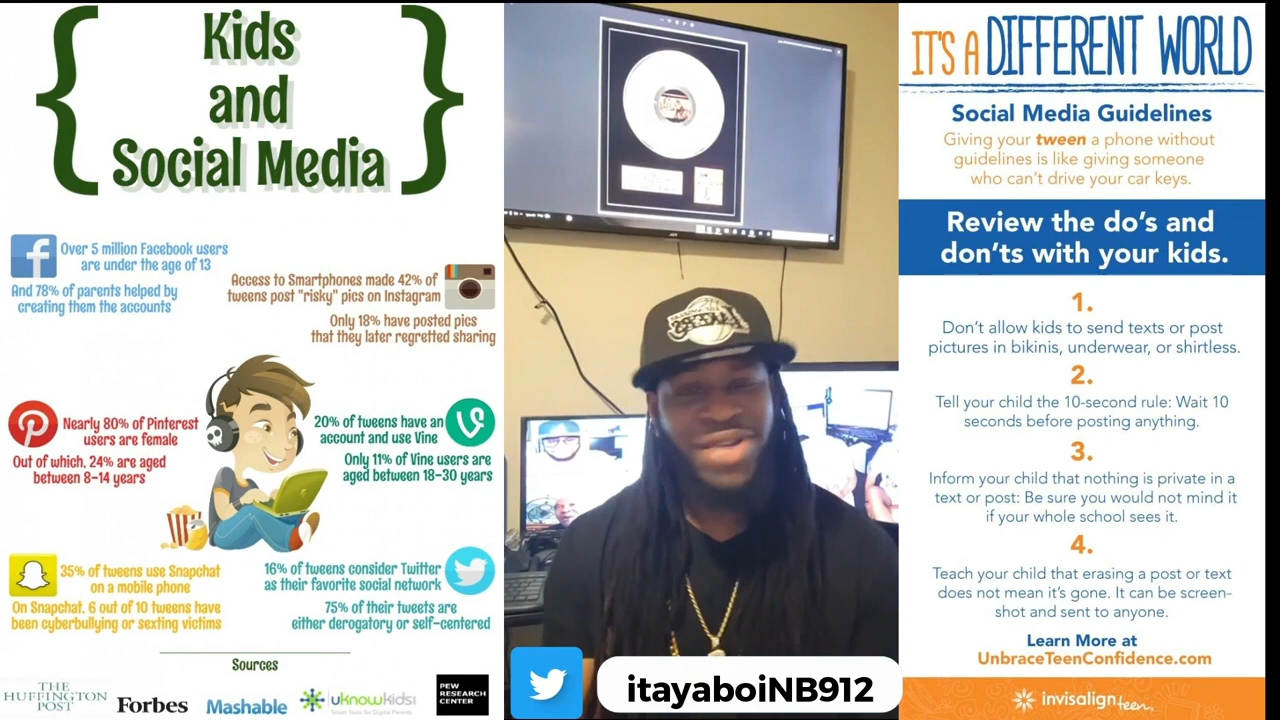 Kids
and
Social Media
Over 5 million Facebook users
are under the age of 13
And 78% of parents helped by
creating them the accounts
Access to Smartphones made 42% of
tweens post "risky" pics on Instagram
Only 18% have posted pics
that they later regretted sharing
Nearly 80% of Pinterest
users are female
Out of which, 24% are aged
between 8-14 years
20% of tweens have an
account and use Vine
Only 11% of Vine users are
aged between 18-30 years
35% of tweens use Snapchat
on a mobile phone
On Snapchat, 6 out of 10 tweens have
been cyberbullying or sexting victims
16% of tweens consider Twitter
as their favorite social network
75% of their tweets are
either derogatory or self-centered
Sources
THE
HUFFINGTON
POST
Forbes
Mashable
uKnowKids
Smart Tools for Digital Parents
PEW
RESEARCH
CENTER
itayaboiNB912
IT'S A DIFFERENT WORLD
Social Media Guidelines
Giving your tween a phone without
guidelines is like giving someone
who can't drive your car keys.
Review the do's and
don'ts with your kids.
1.
Don't allow kids to send texts or post
pictures in bikinis, underwear, or shirtless.
2.
Tell your child the 10-second rule: Wait 10
seconds before posting anything.
3.
Inform your child that nothing is private in a
text or post: Be sure you would not mind it
if your whole school sees it.
4.
Teach your child that erasing a post or text
does not mean it's gone. It can be screen-
shot and sent to anyone.
Learn More at
UnbraceTeenConfidence.com
invisalign teen